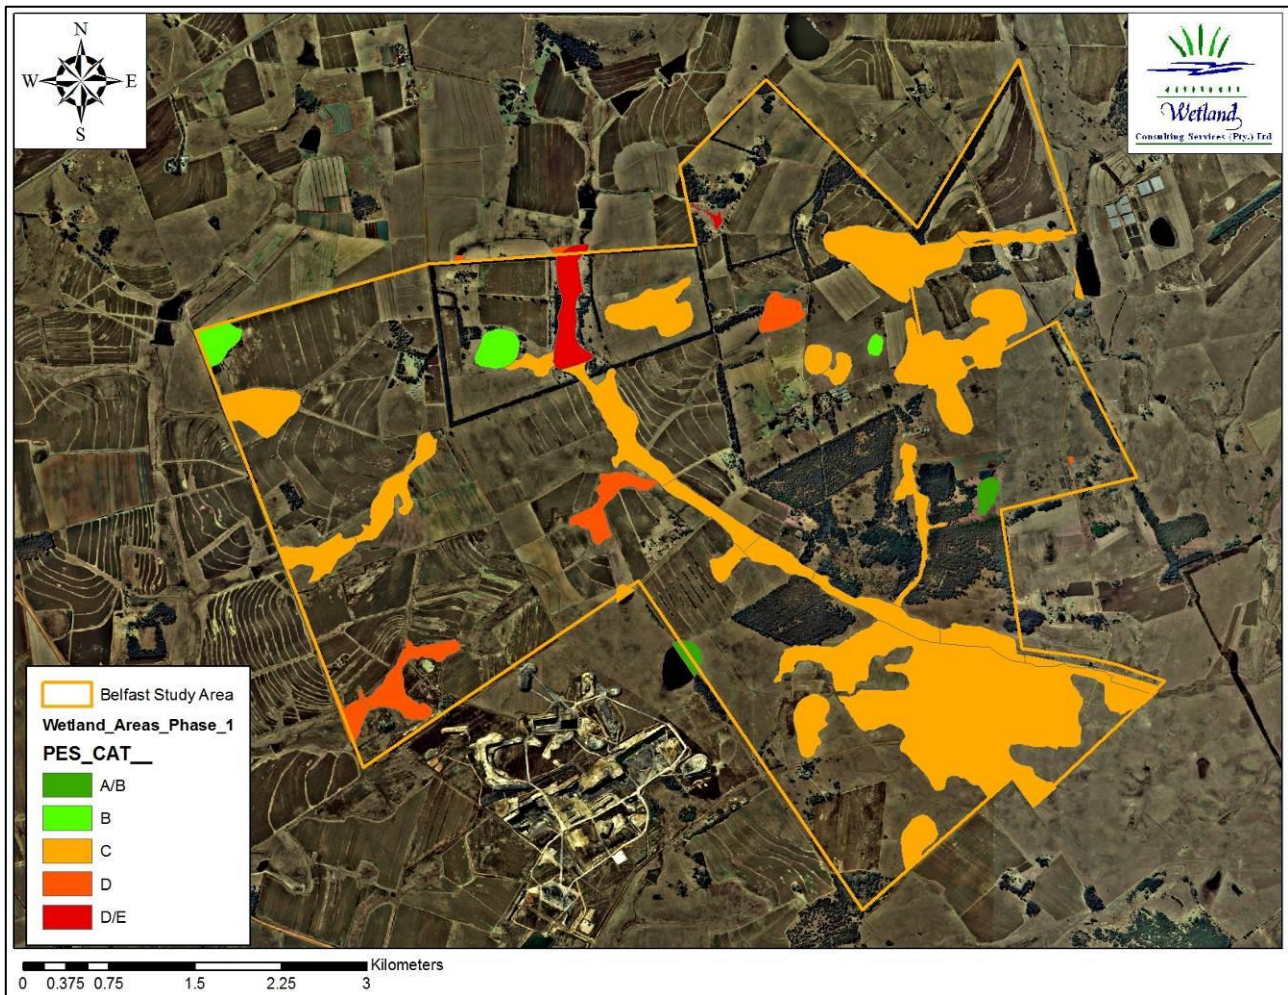 N
W E
S
Wetland
Consulting Services (Pty.) Ltd
Belfast Study Area
Wetland_Areas_Phase_1
PES_CAT__
A/B
B
C
D
D/E
Kilometers
0 0.375 0.75 1.5 2.25 3